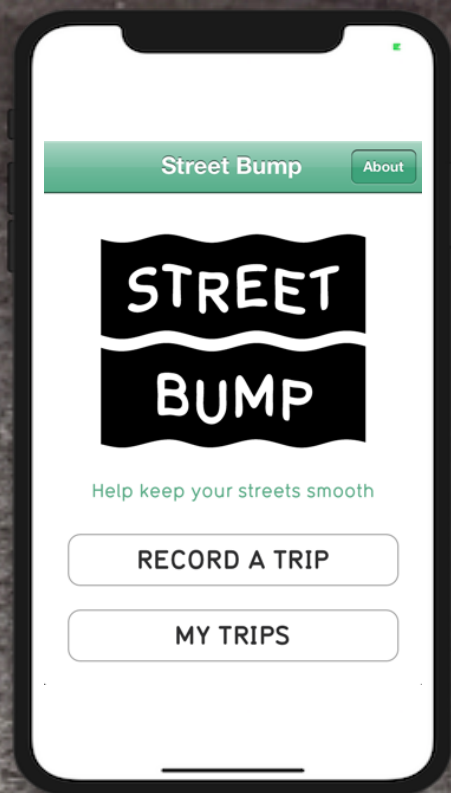 Street Bump
About
STREET
BUMP
Help keep your streets smooth
RECORD A TRIP
MY TRIPS